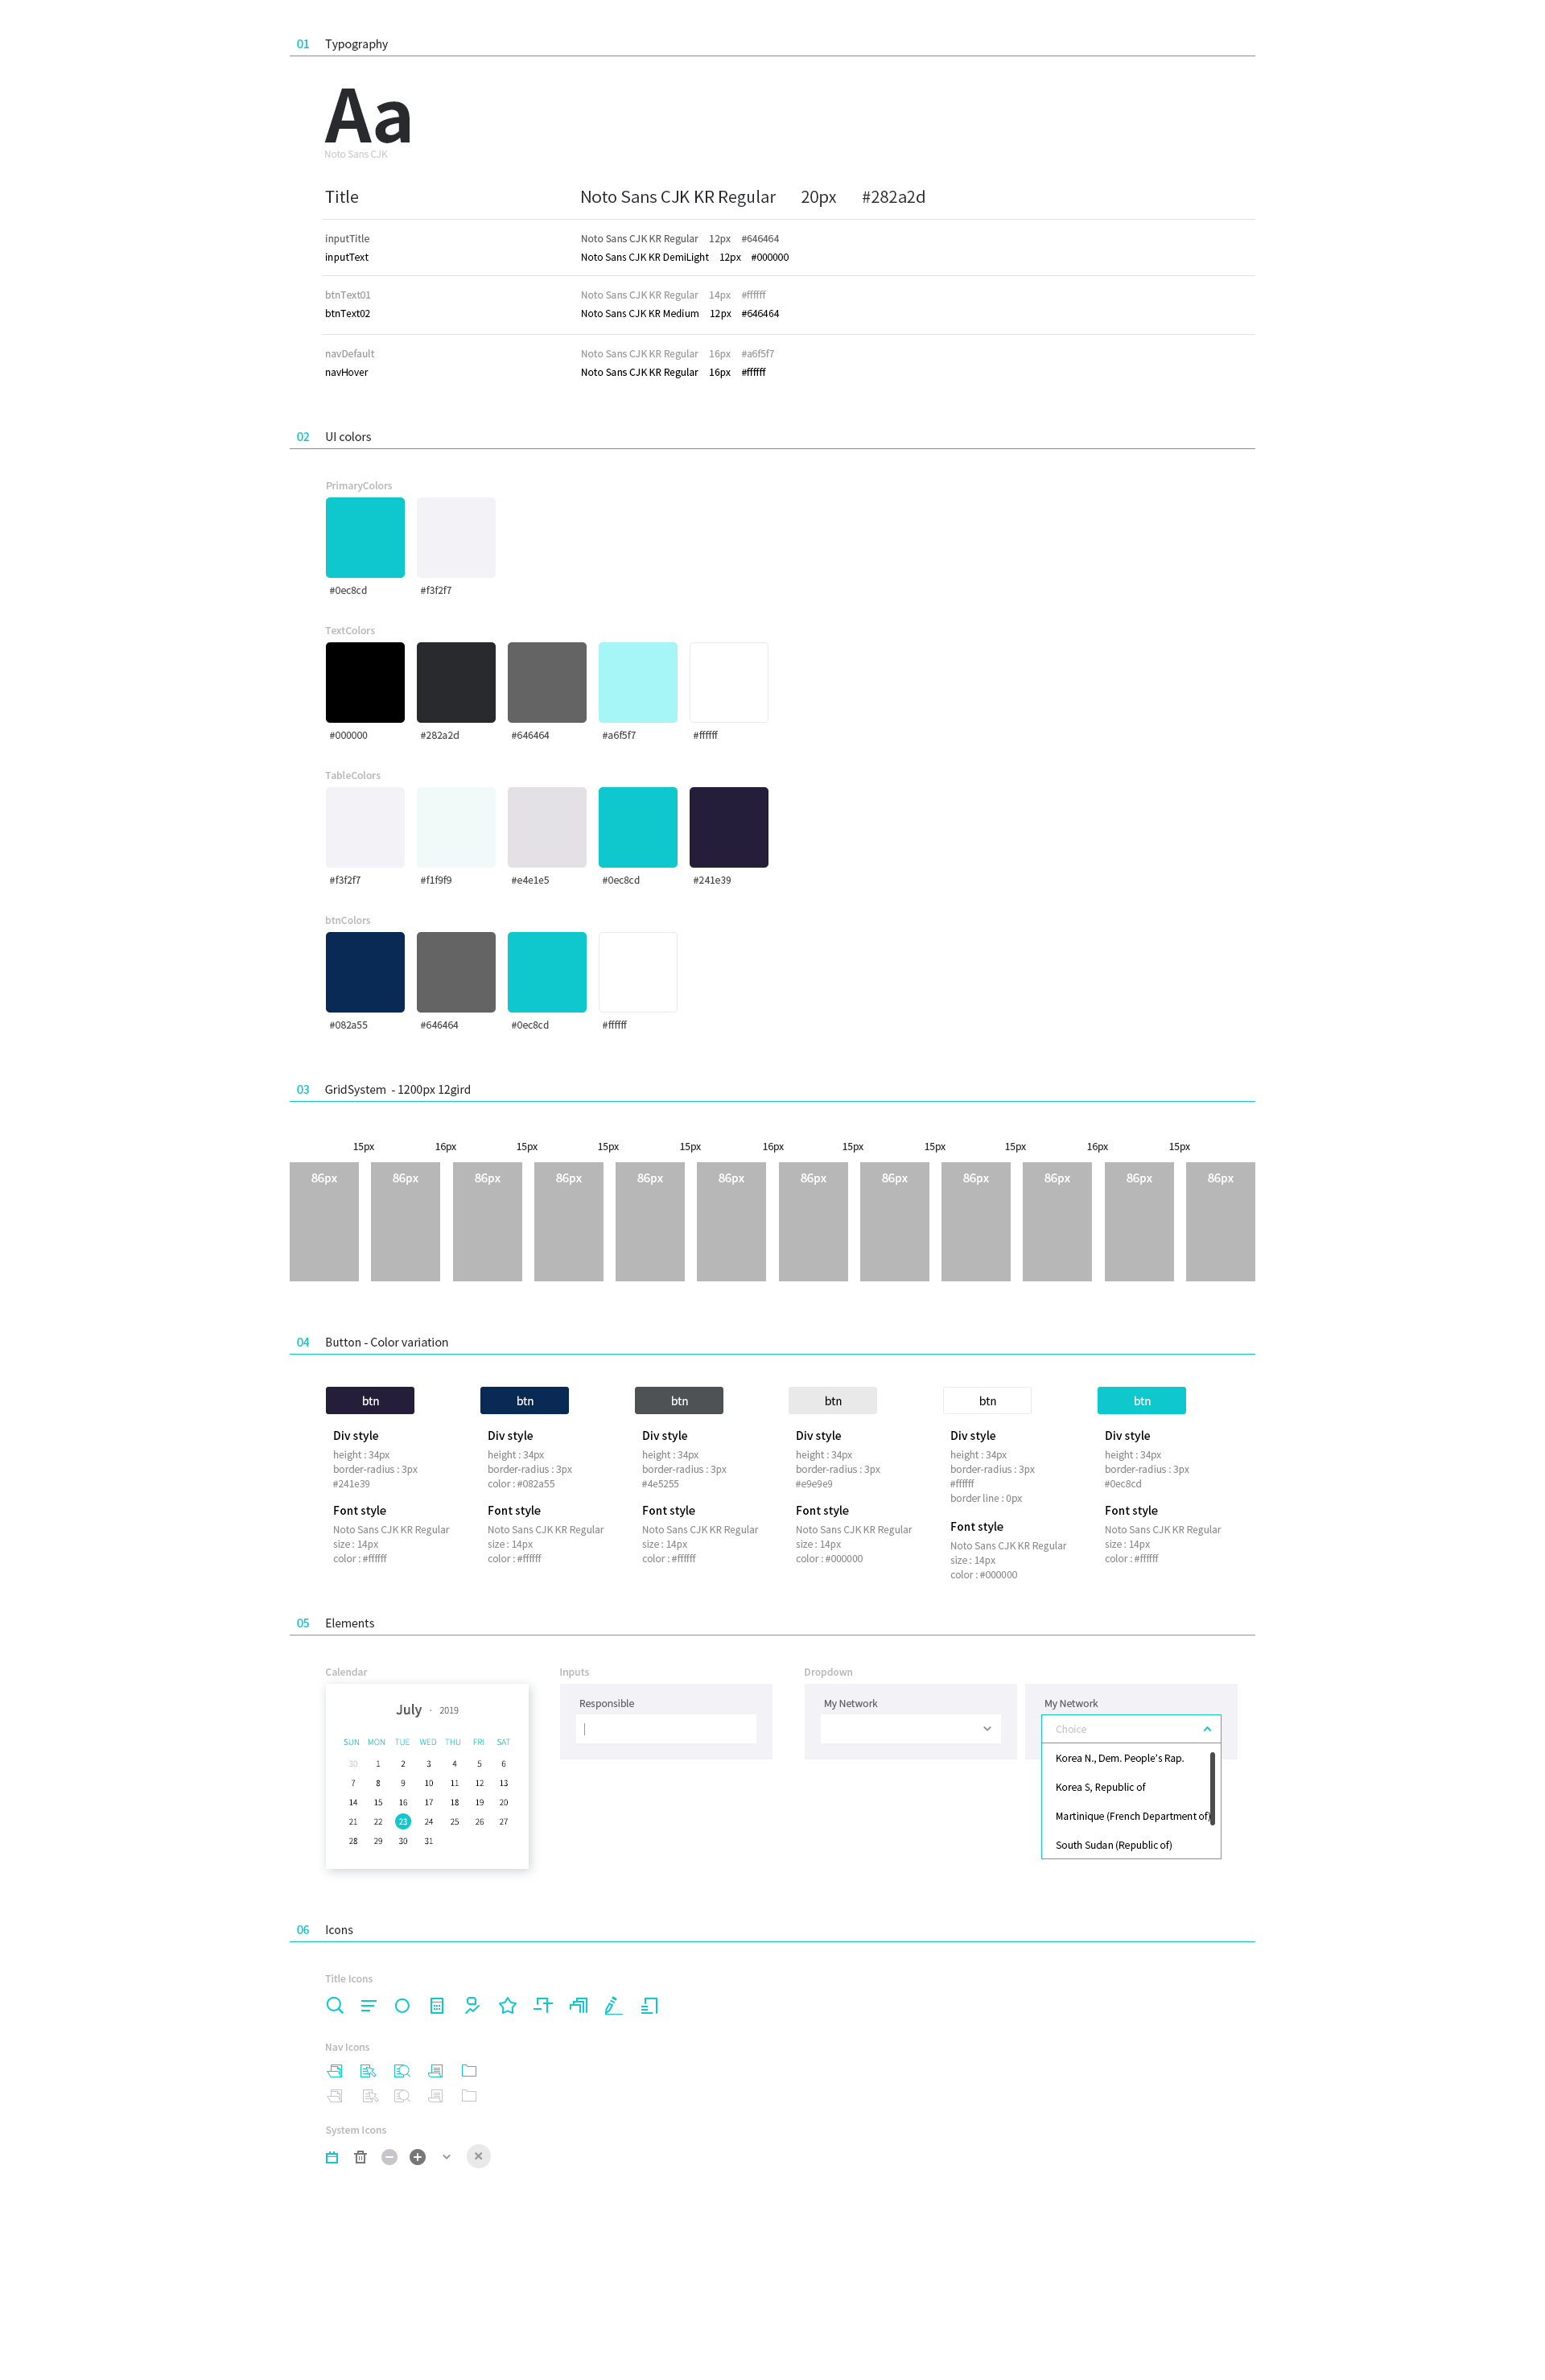 01 Typography
Aa
Noto Sans CJK
Title Noto Sans CJK KR Regular 20px #282a2d
inputTitle Noto Sans CJK KR Regular 12px #646464
inputText Noto Sans CJK KR DemiLight 12px #000000
btnText01 Noto Sans CJK KR Regular 14px #ffffff
btnText02 Noto Sans CJK KR Medium 12px #646464
navDefault Noto Sans CJK KR Regular 16px #a6f5f7
navHover Noto Sans CJK KR Regular 16px #ffffff
02 UI colors
PrimaryColors
#0ec8cd #f3f2f7
TextColors
#000000 #282a2d #646464 #a6f5f7 #ffffff
TableColors
#f3f2f7 #f1f9f9 #e4e1e5 #0ec8cd #241e39
btnColors
#082a55 #646464 #0ec8cd #ffffff
03 GridSystem - 1200px 12gird
15px 16px 15px 15px 15px 16px 15px 15px 15px 16px 15px
86px 86px 86px 86px 86px 86px 86px 86px 86px 86px 86px 86px
04 Button - Color variation
btn
Div style
height : 34px
border-radius : 3px
#241e39
Font style
Noto Sans CJK KR Regular
size : 14px
color : #ffffff
btn
Div style
height : 34px
border-radius : 3px
color : #082a55
Font style
Noto Sans CJK KR Regular
size : 14px
color : #ffffff
btn
Div style
height : 34px
border-radius : 3px
#4e5255
Font style
Noto Sans CJK KR Regular
size : 14px
color : #ffffff
btn
Div style
height : 34px
border-radius : 3px
#e9e9e9
Font style
Noto Sans CJK KR Regular
size : 14px
color : #000000
btn
Div style
height : 34px
border-radius : 3px
#ffffff
border line : 0px
Font style
Noto Sans CJK KR Regular
size : 14px
color : #000000
btn
Div style
height : 34px
border-radius : 3px
#0ec8cd
Font style
Noto Sans CJK KR Regular
size : 14px
color : #ffffff
05 Elements
Calendar
July · 2019
SUN MON TUE WED THU FRI SAT
30 1 2 3 4 5 6
7 8 9 10 11 12 13
14 15 16 17 18 19 20
21 22 23 24 25 26 27
28 29 30 31
Inputs
Responsible
Dropdown
My Network
My Network
Choice
Korea N., Dem. People's Rap.
Korea S, Republic of
Martinique (French Department of)
South Sudan (Republic of)
06 Icons
Title Icons
Nav Icons
System Icons